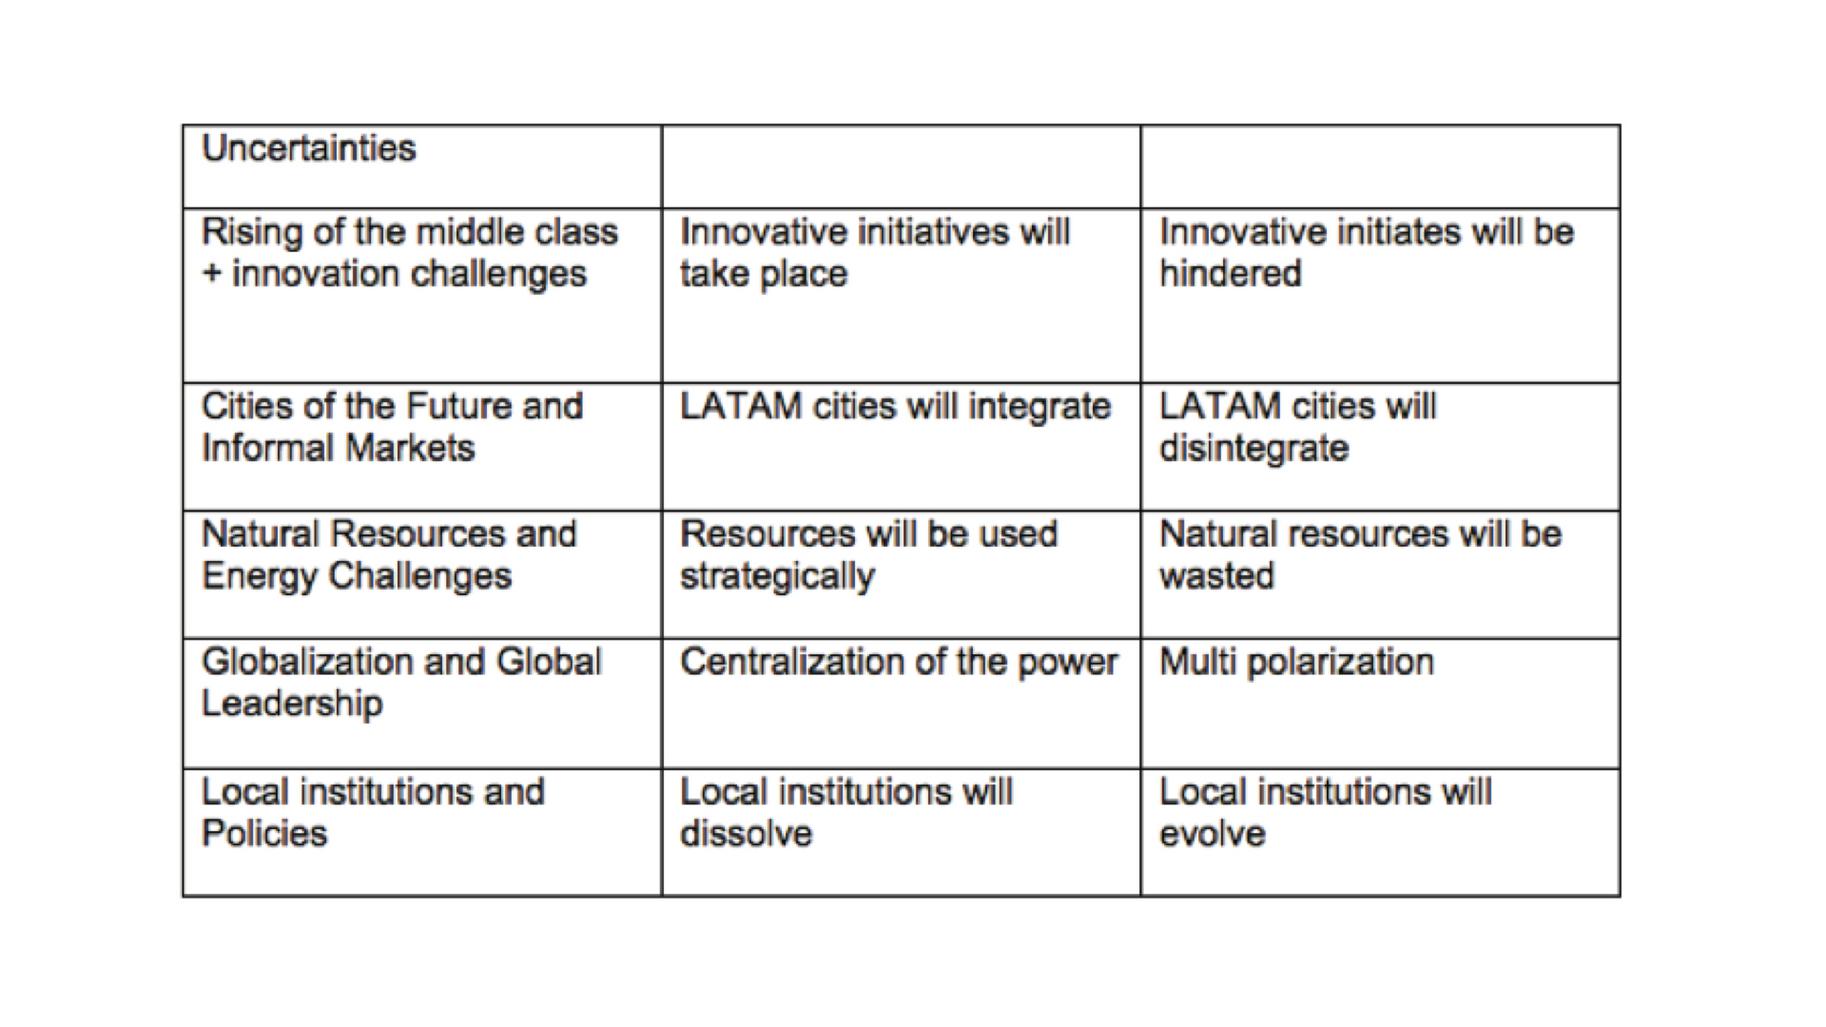 Uncertainties
Rising of the middle class
+ innovation challenges
Innovative initiatives will
take place
Innovative initiates will be
hindered
Cities of the Future and
Informal Markets
LATAM cities will integrate
LATAM cities will
disintegrate
Natural Resources and
Energy Challenges
Resources will be used
strategically
Natural resources will be
wasted
Globalization and Global
Leadership
Centralization of the power
Multi polarization
Local institutions and
Policies
Local institutions will
dissolve
Local institutions will
evolve